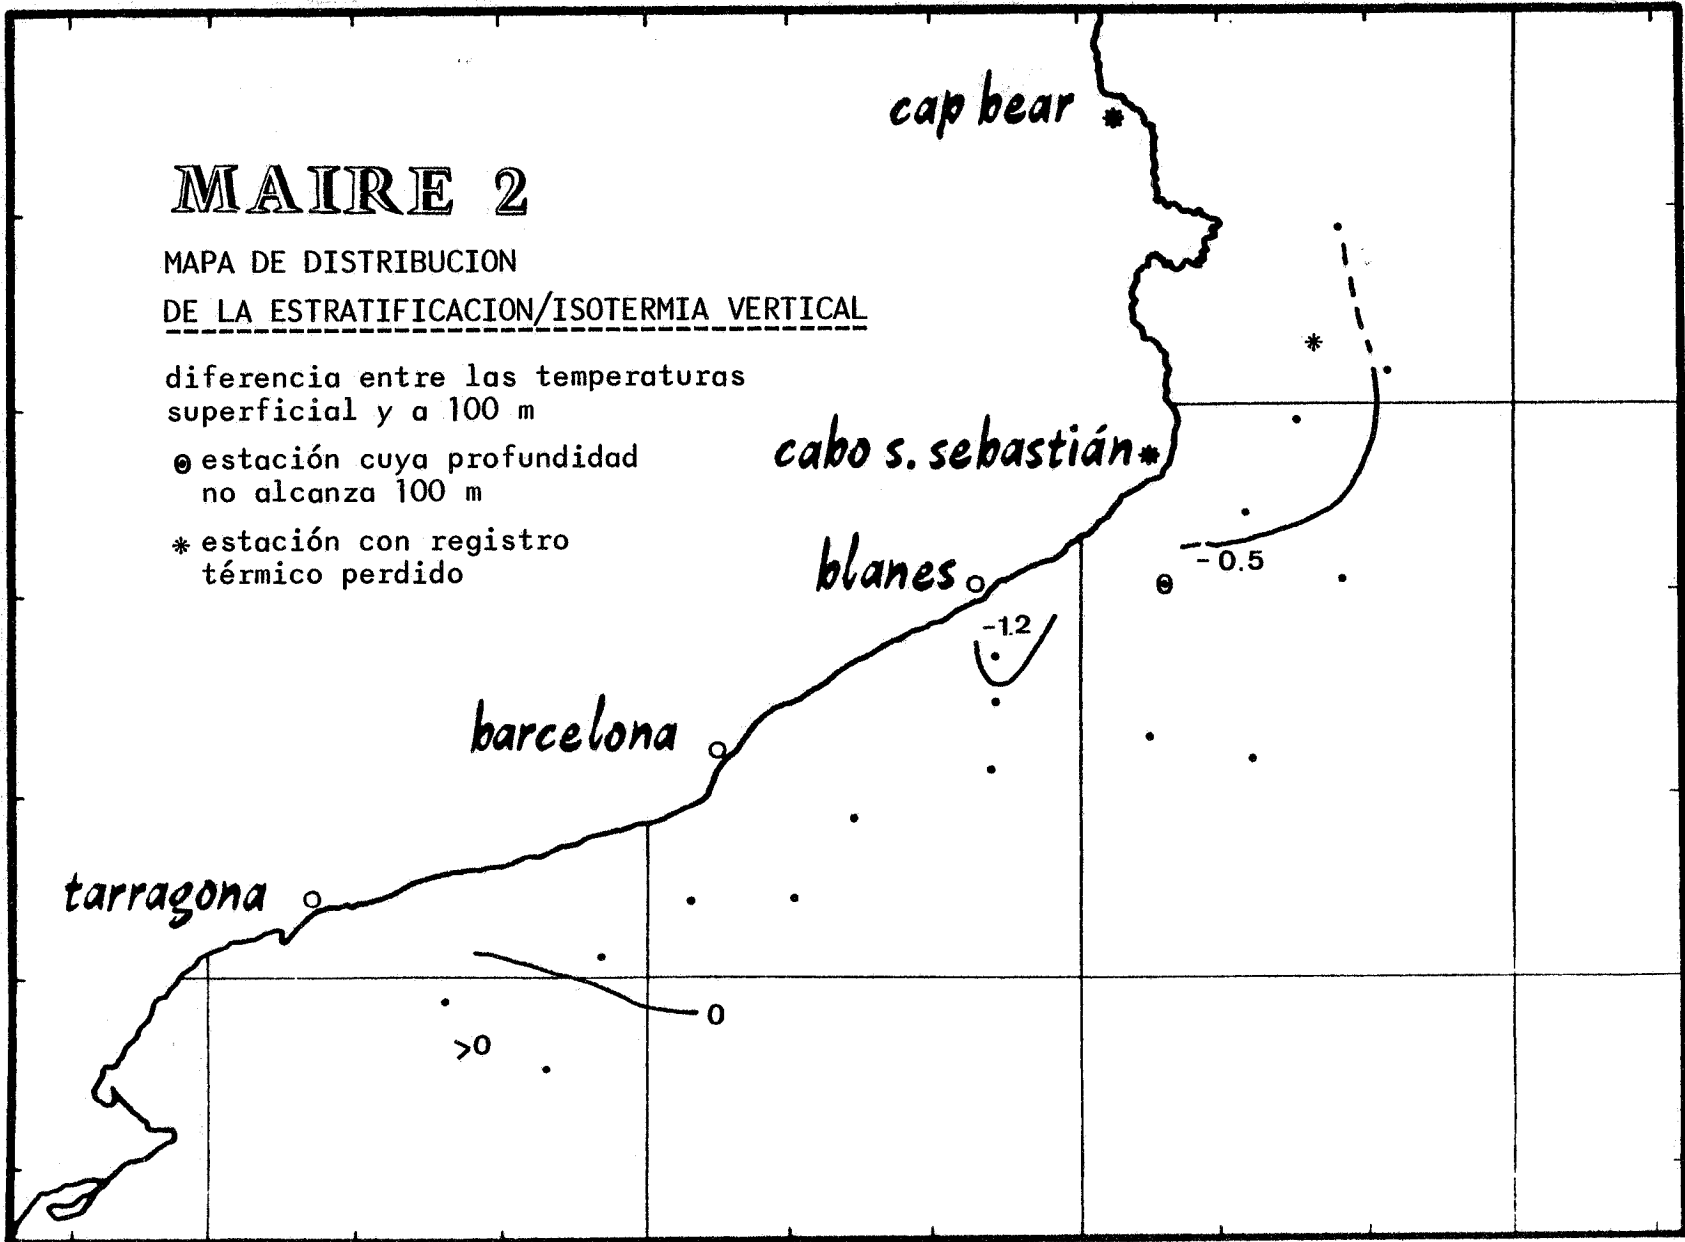 cap bear
MAIRE 2
MAPA DE DISTRIBUCION
DE LA ESTRATIFICACION/ISOTERMIA VERTICAL
diferencia entre las temperaturas
superficial y a 100 m
estación cuya profundidad
no alcanza 100 m
* estación con registro
térmico perdido
cabo s. sebastián
-0.5
blanes
-1.2
barcelona
tarragona
0
>0